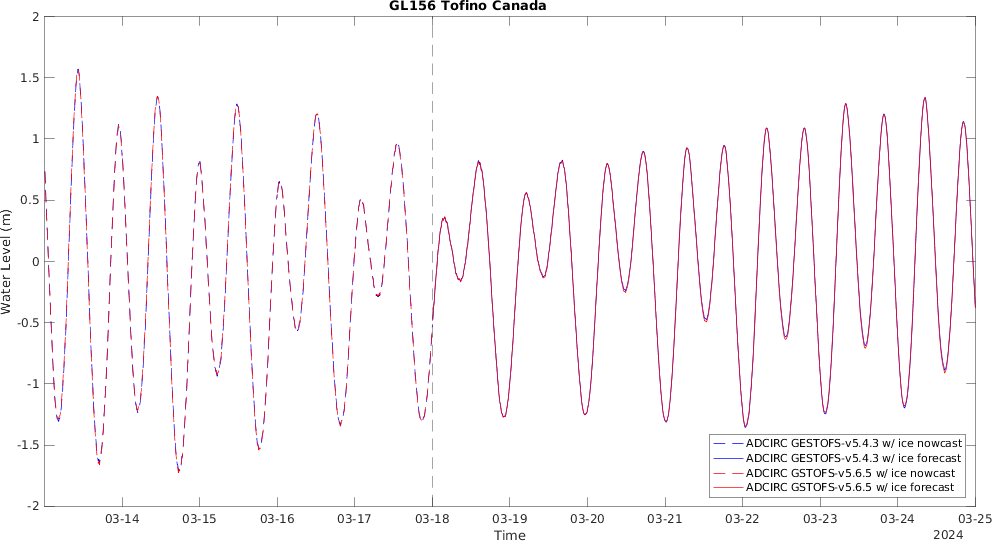 GL156 Tofino Canada
2
1.5
1
0.5
0
-0.5
-1
-1.5
-2
Water Level (m)
03-14 03-15 03-16 03-17 03-18 03-19 03-20 03-21 03-22 03-23 03-24 03-25
Time
2024
ADCIRC GESTOFS-v5.4.3 w/ ice nowcast
ADCIRC GESTOFS-v5.4.3 w/ ice forecast
ADCIRC GSTOFS-v5.6.5 w/ ice nowcast
ADCIRC GSTOFS-v5.6.5 w/ ice forecast